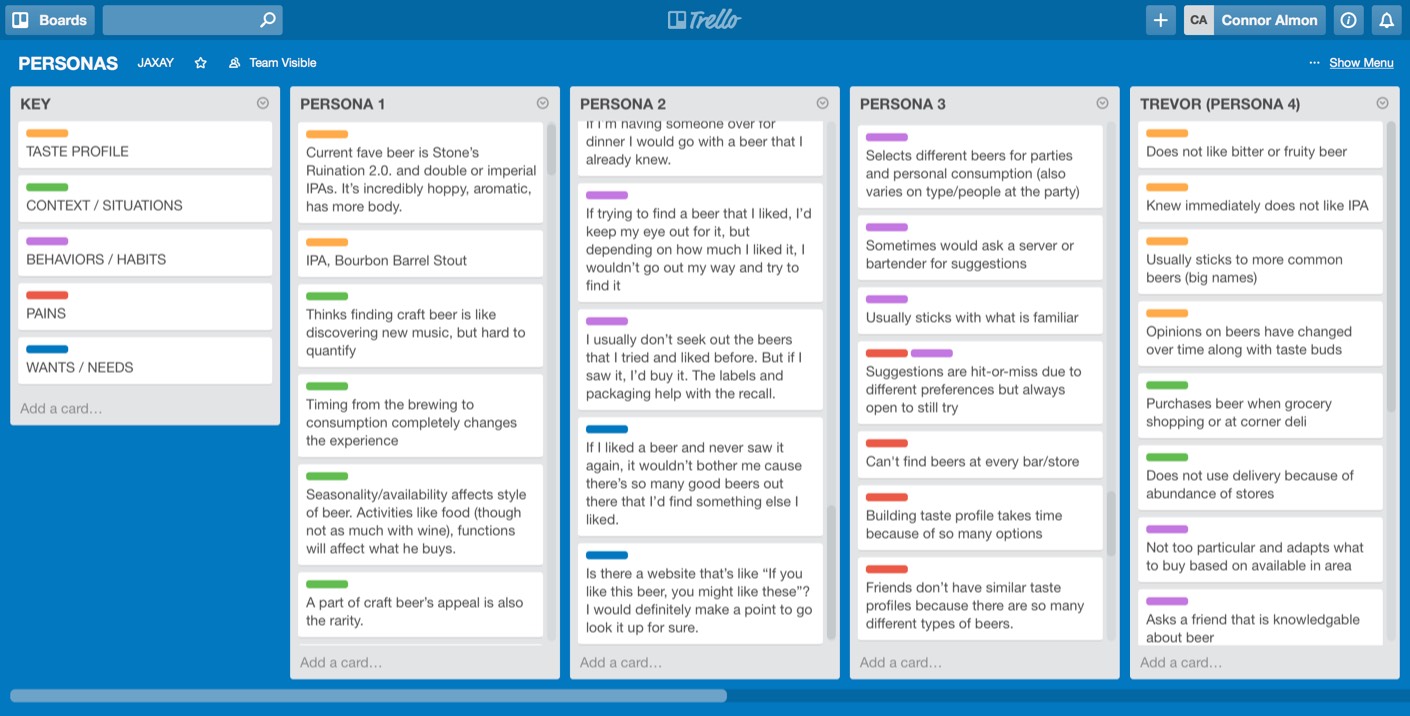 Boards
Trello
CA
Connor Almon
PERSONAS
JAXAY
Team Visible
... Show Menu
KEY
TASTE PROFILE
CONTEXT / SITUATIONS
BEHAVIORS / HABITS
PAINS
WANTS / NEEDS
Add a card…
PERSONA 1
Current fave beer is Stone’s
Ruination 2.0. and double or imperial
IPAs. It’s incredibly hoppy, aromatic,
has more body.
IPA, Bourbon Barrel Stout
Thinks finding craft beer is like
discovering new music, but hard to
quantify
Timing from the brewing to
consumption completely changes
the experience
Seasonality/availability affects style
of beer. Activities like food (though
not as much with wine), functions
will affect what he buys.
A part of craft beer’s appeal is also
the rarity.
Add a card…
PERSONA 2
If I’m having someone over for
dinner I would go with a beer that I
already knew.
If trying to find a beer that I liked, I’d
keep my eye out for it, but
depending on how much I liked it, I
wouldn’t go out my way and try to
find it
I usually don’t seek out the beers
that I tried and liked before. But if I
saw it, I’d buy it. The labels and
packaging help with the recall.
If I liked a beer and never saw it
again, it wouldn’t bother me cause
there’s so many good beers out
there that I’d find something else I
liked.
Is there a website that’s like “If you
like this beer, you might like these”?
I would definitely make a point to go
look it up for sure.
Add a card…
PERSONA 3
Selects different beers for parties
and personal consumption (also
varies on type/people at the party)
Sometimes would ask a server or
bartender for suggestions
Usually sticks with what is familiar
Suggestions are hit-or-miss due to
different preferences but always
open to still try
Can't find beers at every bar/store
Building taste profile takes time
because of so many options
Friends don’t have similar taste
profiles because there are so many
different types of beers.
Add a card…
TREVOR (PERSONA 4)
Does not like bitter or fruity beer
Knew immediately does not like IPA
Usually sticks to more common
beers (big names)
Opinions on beers have changed
over time along with taste buds
Purchases beer when grocery
shopping or at corner deli
Does not use delivery because of
abundance of stores
Not too particular and adapts what
to buy based on available in area
Asks a friend that is knowledgable
about beer
Add a card…